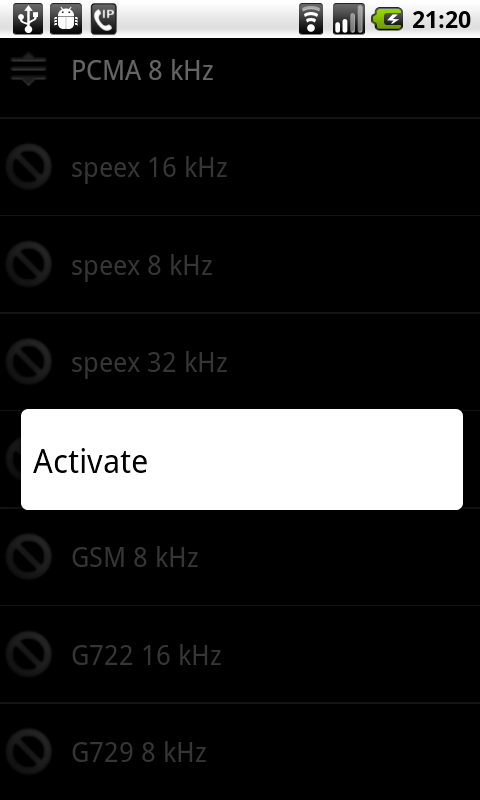 IP
21:20
PCMA 8 kHz
speex 16 kHz
speex 8 kHz
speex 32 kHz
Activate
GSM 8 kHz
G722 16 kHz
G729 8 kHz